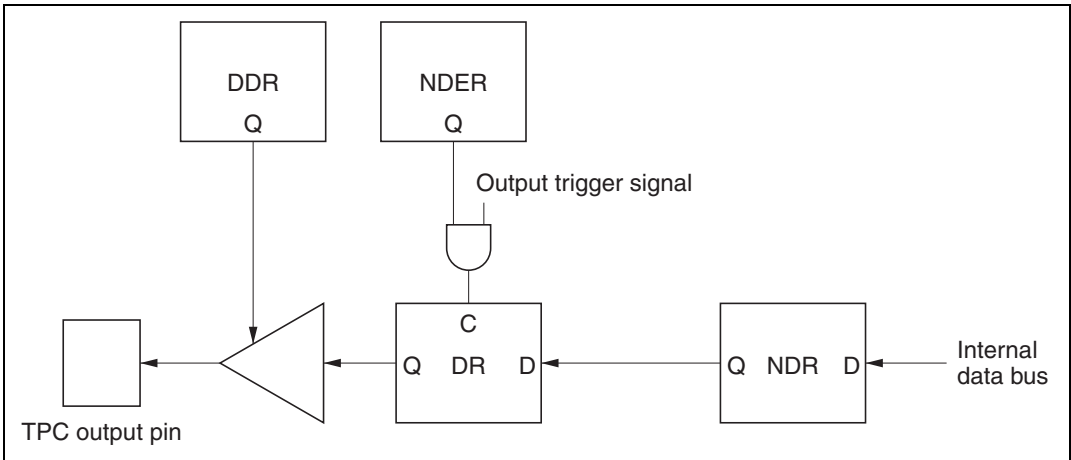 DDR
Q
NDER
Q
Output trigger signal
C
Q DR D
Q NDR D
Internal
data bus
TPC output pin